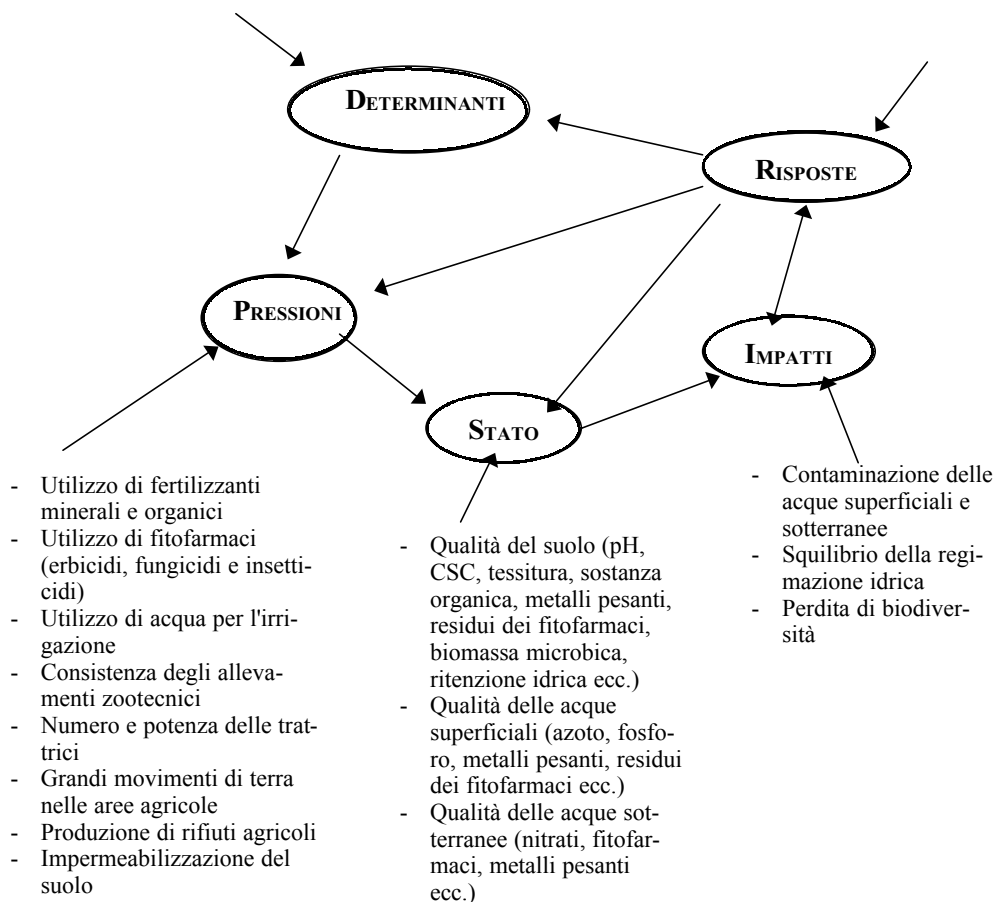 DETERMINANTI
RISPOSTE
PRESSIONI
IMPATTI
STATO
- Utilizzo di fertilizzanti
minerali e organici
- Utilizzo di fitofarmaci
(erbicidi, fungicidi e insetti-
cidi)
- Utilizzo di acqua per l'irri-
gazione
- Consistenza degli alleva-
menti zootecnici
- Numero e potenza delle trat-
trici
- Grandi movimenti di terra
nelle aree agricole
- Produzione di rifiuti agricoli
- Impermeabilizzazione del
suolo
- Qualità del suolo (pH,
CSC, tessitura, sostanza
organica, metalli pesanti,
residui dei fitofarmaci,
biomassa microbica,
ritenzione idrica ecc.)
- Qualità delle acque
superficiali (azoto, fosfo-
ro, metalli pesanti, residui
dei fitofarmaci ecc.)
- Qualità delle acque sot-
terranee (nitrati, fitofar-
maci, metalli pesanti
ecc.)
- Contaminazione delle
acque superficiali e
sotterranee
- Squilibrio della regi-
mazione idrica
- Perdita di biodiver-
sità